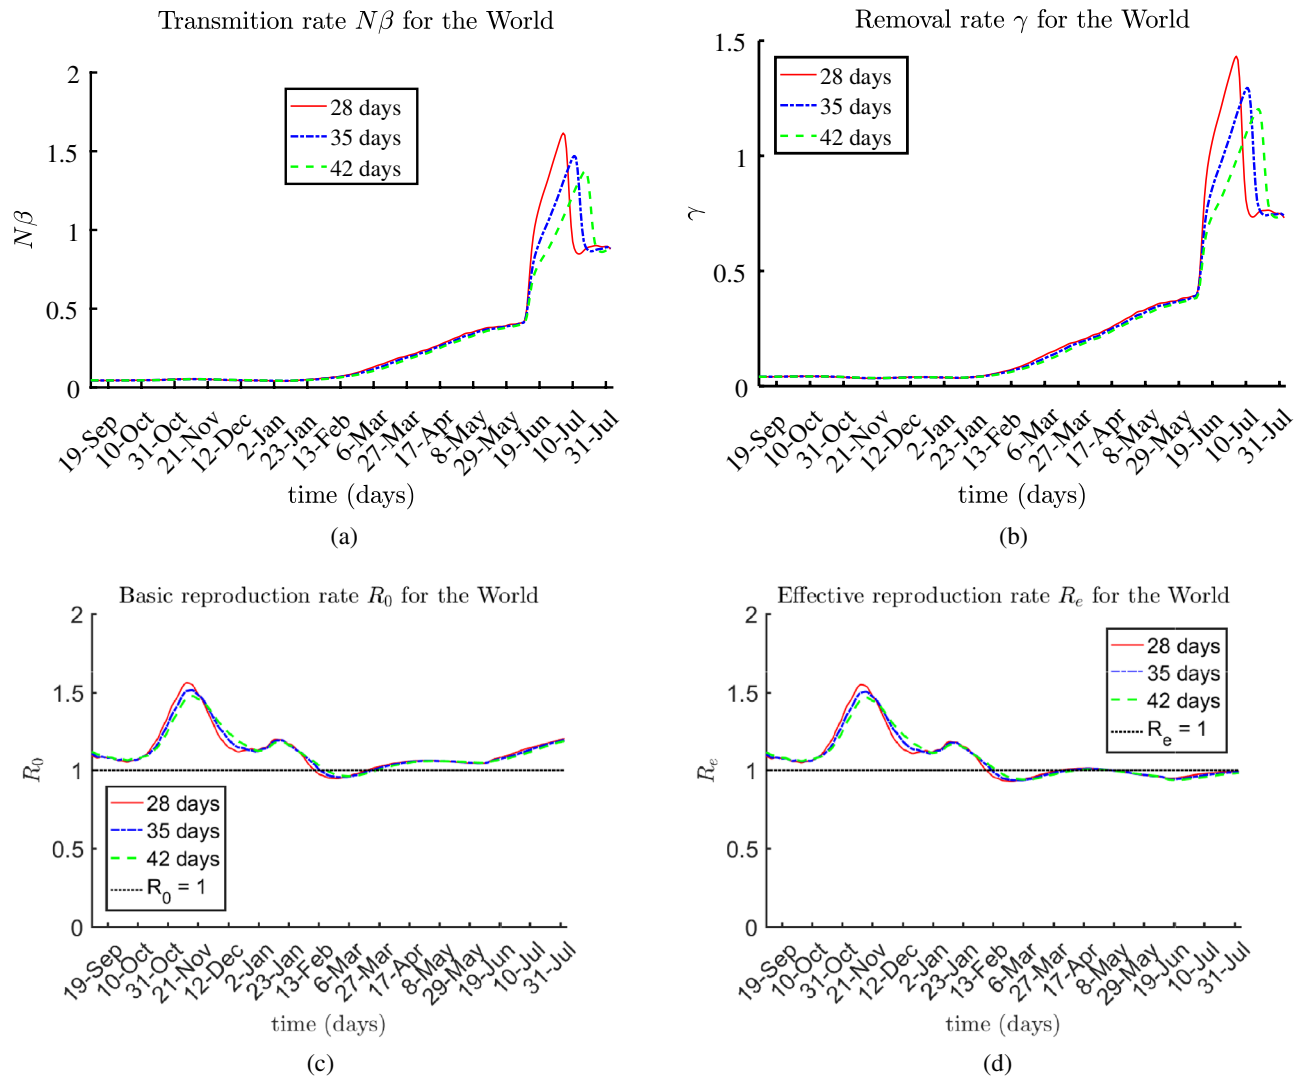 Transmition rate Nβ for the World
2
1.5
1
0.5
0
Nβ
28 days
35 days
42 days
19-Sep
10-Oct
31-Oct
21-Nov
12-Dec
2-Jan
23-Jan
13-Feb
6-Mar
27-Mar
17-Apr
8-May
29-May
19-Jun
10-Jul
31-Jul
time (days)
(a)
Removal rate γ for the World
1.5
1
0.5
0
γ
28 days
35 days
42 days
19-Sep
10-Oct
31-Oct
21-Nov
12-Dec
2-Jan
23-Jan
13-Feb
6-Mar
27-Mar
17-Apr
8-May
29-May
19-Jun
10-Jul
31-Jul
time (days)
(b)
Basic reproduction rate R0 for the World
2
1.5
1
0.5
0
R0
28 days
35 days
42 days
R0 = 1
19-Sep
10-Oct
31-Oct
21-Nov
12-Dec
2-Jan
23-Jan
13-Feb
6-Mar
27-Mar
17-Apr
8-May
29-May
19-Jun
10-Jul
31-Jul
time (days)
(c)
Effective reproduction rate Re for the World
2
1.5
1
0.5
0
Re
28 days
35 days
42 days
Re = 1
19-Sep
10-Oct
31-Oct
21-Nov
12-Dec
2-Jan
23-Jan
13-Feb
6-Mar
27-Mar
17-Apr
8-May
29-May
19-Jun
10-Jul
31-Jul
time (days)
(d)